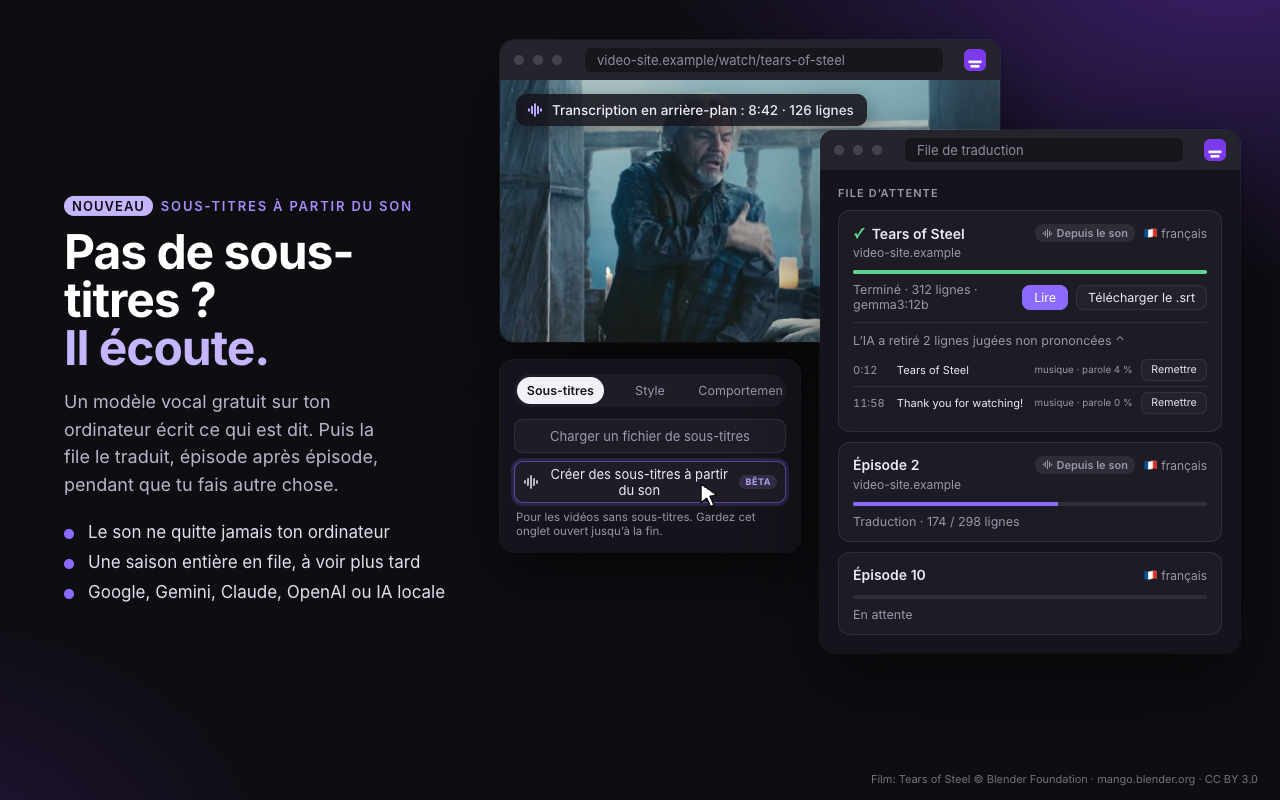 NOUVEAU SOUS-TITRES À PARTIR DU SON
Pas de sous-
titres ?
Il écoute.
Un modèle vocal gratuit sur ton
ordinateur écrit ce qui est dit. Puis la
file le traduit, épisode après épisode,
pendant que tu fais autre chose.
Le son ne quitte jamais ton ordinateur
Une saison entière en file, à voir plus tard
Google, Gemini, Claude, OpenAI ou IA locale
video-site.example/watch/tears-of-steel
Transcription en arrière-plan : 8:42 · 126 lignes
Sous-titres Style Comportemen
Charger un fichier de sous-titres
Créer des sous-titres à partir
du son
BÊTA
Pour les vidéos sans sous-titres. Gardez cet
onglet ouvert jusqu’à la fin.
File de traduction
FILE D’ATTENTE
✓ Tears of Steel Depuis le son 🇫🇷 français
video-site.example
Terminé · 312 lignes ·
gemma3:12b
Lire Télécharger le .srt
L’IA a retiré 2 lignes jugées non prononcées ^
0:12 Tears of Steel musique · parole 4 % Remettre
11:58 Thank you for watching! musique · parole 0 % Remettre
Épisode 2 Depuis le son 🇫🇷 français
video-site.example
Traduction · 174 / 298 lignes
Épisode 10 🇫🇷 français
En attente
Film: Tears of Steel © Blender Foundation · mango.blender.org · CC BY 3.0